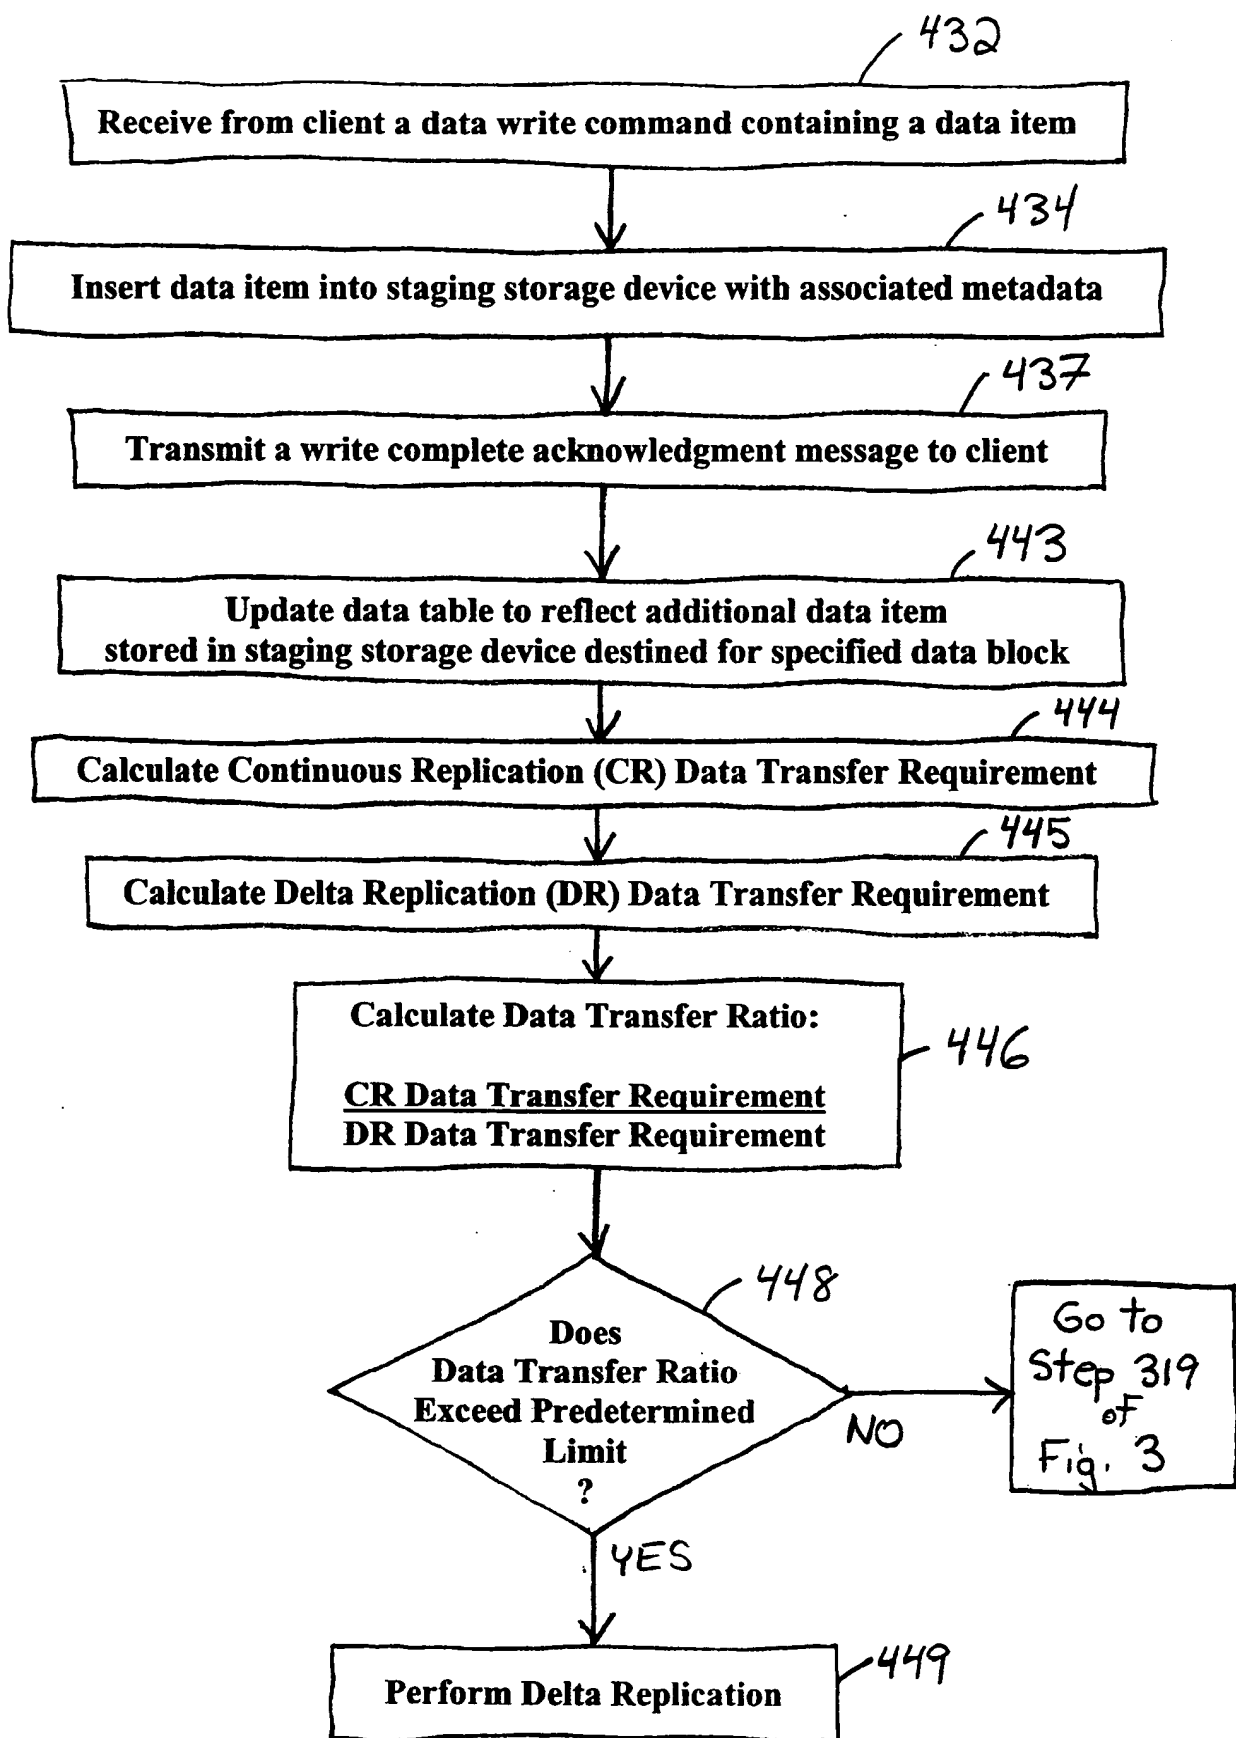 432
Receive from client a data write command containing a data item
434
Insert data item into staging storage device with associated metadata
437
Transmit a write complete acknowledgment message to client
443
Update data table to reflect additional data item
stored in staging storage device destined for specified data block
444
Calculate Continuous Replication (CR) Data Transfer Requirement
445
Calculate Delta Replication (DR) Data Transfer Requirement
Calculate Data Transfer Ratio:
446
CR Data Transfer Requirement
DR Data Transfer Requirement
448
Does
Data Transfer Ratio
Exceed Predetermined
Limit
?
NO
Go to
Step 319
of
Fig. 3
YES
449
Perform Delta Replication